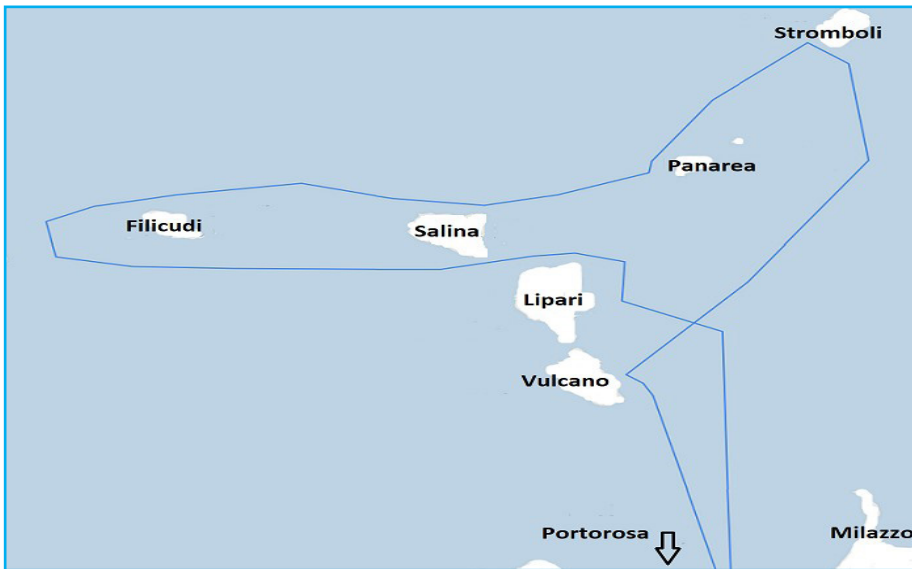 Stromboli
Panarea
Filicudi
Salina
Lipari
Vulcano
Portorosa
Milazzo